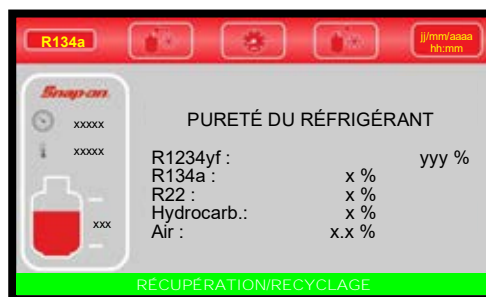 R134a
jj/mm/aaaa
hh:mm
Snap-on
xxxxx
xxxxx
xxx
PURETÉ DU RÉFRIGÉRANT
R1234yf : yyy %
R134a : x %
R22 : x %
Hydrocarb.: x %
Air : x.x %
RÉCUPÉRATION/RECYCLAGE